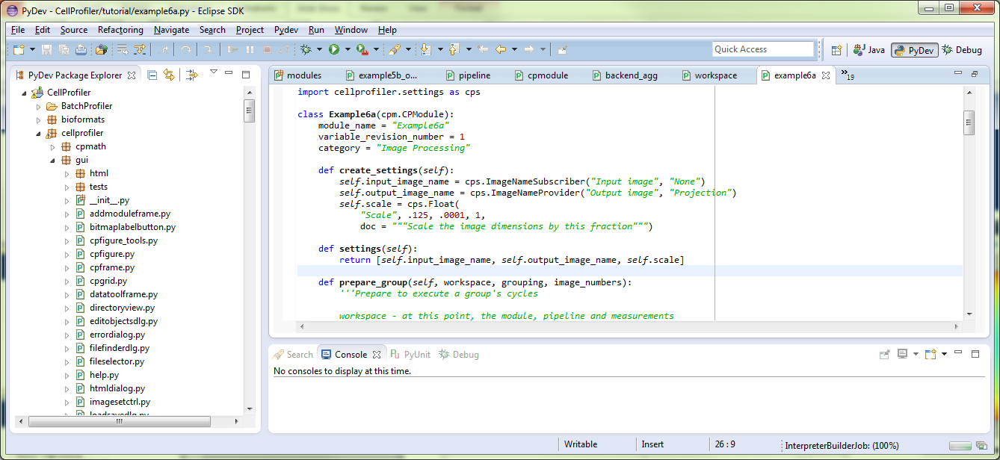 PyDev - CellProfiler/tutorial/example6a.py - Eclipse SDK
File Edit Source Refactoring Navigate Search Project Pydev Run Window Help
Quick Access Java PyDev Debug
PyDev Package Explorer
CellProfiler
BatchProfiler
bioformats
cellprofiler
cpmath
gui
html
tests
__init__.py
addmoduleframe.py
bitmaplabelbutton.py
cpfigure_tools.py
cpfigure.py
cpframe.py
cpgrid.py
datatoolframe.py
directoryview.py
editobjectsdlg.py
errordialog.py
filefinderdlg.py
fileselector.py
help.py
htmldialog.py
imagesetctrl.py
loadsavedlg.py
modules example5b_o... pipeline cpmodule backend_agg workspace example6a »19
import cellprofiler.settings as cps
class Example6a(cpm.CPModule):
module_name = "Example6a"
variable_revision_number = 1
category = "Image Processing"
def create_settings(self):
self.input_image_name = cps.ImageNameSubscriber("Input image", "None")
self.output_image_name = cps.ImageNameProvider("Output image", "Projection")
self.scale = cps.Float(
"Scale", .125, .0001, 1,
doc = """Scale the image dimensions by this fraction""")
def settings(self):
return [self.input_image_name, self.output_image_name, self.scale]
def prepare_group(self, workspace, grouping, image_numbers):
'''Prepare to execute a group's cycles
workspace - at this point, the module, pipeline and measurements
Search Console PyUnit Debug
No consoles to display at this time.
Writable Insert 26 : 9 InterpreterBuilderJob: (100%)